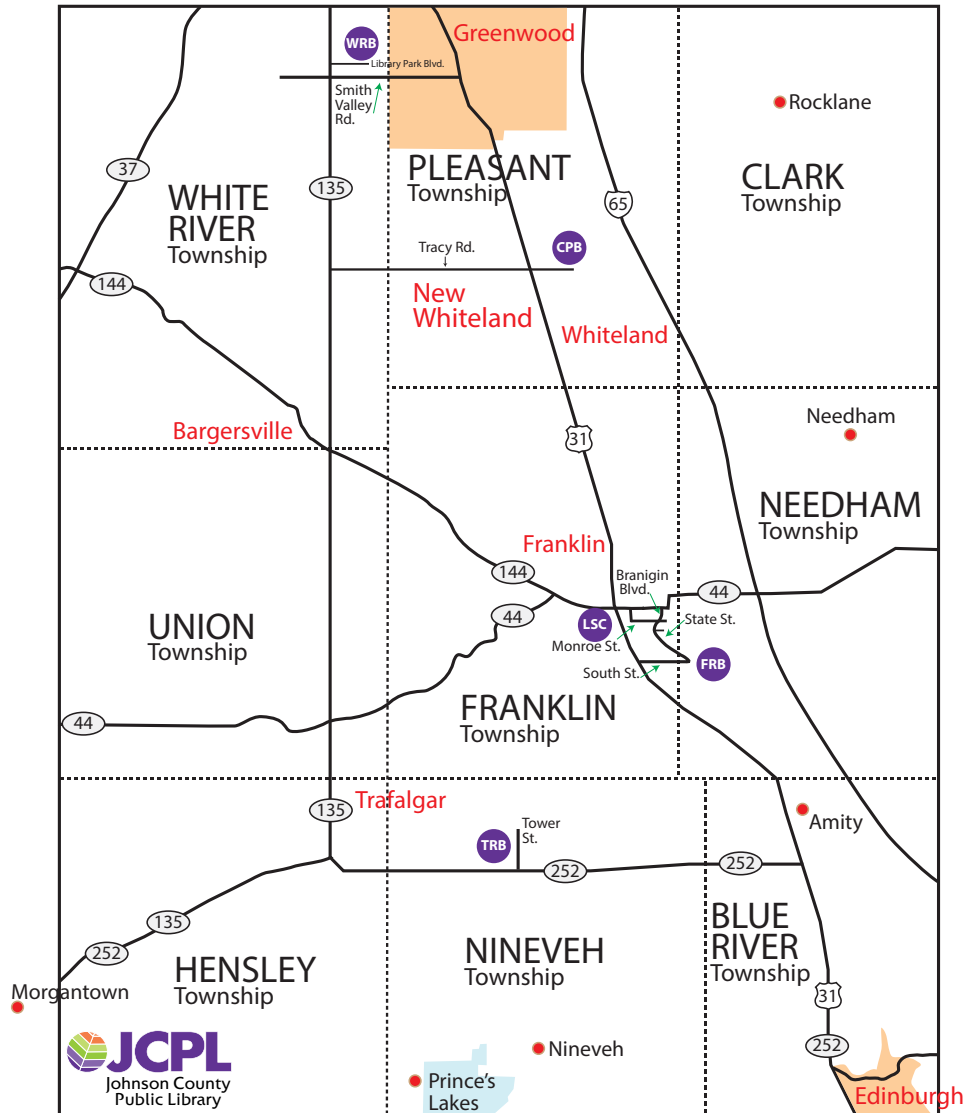 WRB
Greenwood
Library Park Blvd.
Smith
Valley
Rd.
Rocklane
37
135
WHITE
RIVER
Township
PLEASANT
Township
65
CLARK
Township
CPB
Tracy Rd.
144
New
Whiteland
Whiteland
Bargersville
31
Needham
NEEDHAM
Township
Franklin
144
Branigin
Blvd.
44
44
LSC
State St.
Monroe St.
UNION
Township
FRB
South St.
FRANKLIN
Township
44
Trafalgar
135
Amity
Tower
St.
TRB
252
252
BLUE
RIVER
Township
135
252
HENSLEY
Township
NINEVEH
Township
Morgantown
31
JCPL
Johnson County
Public Library
Nineveh
252
Prince's
Lakes
Edinburgh